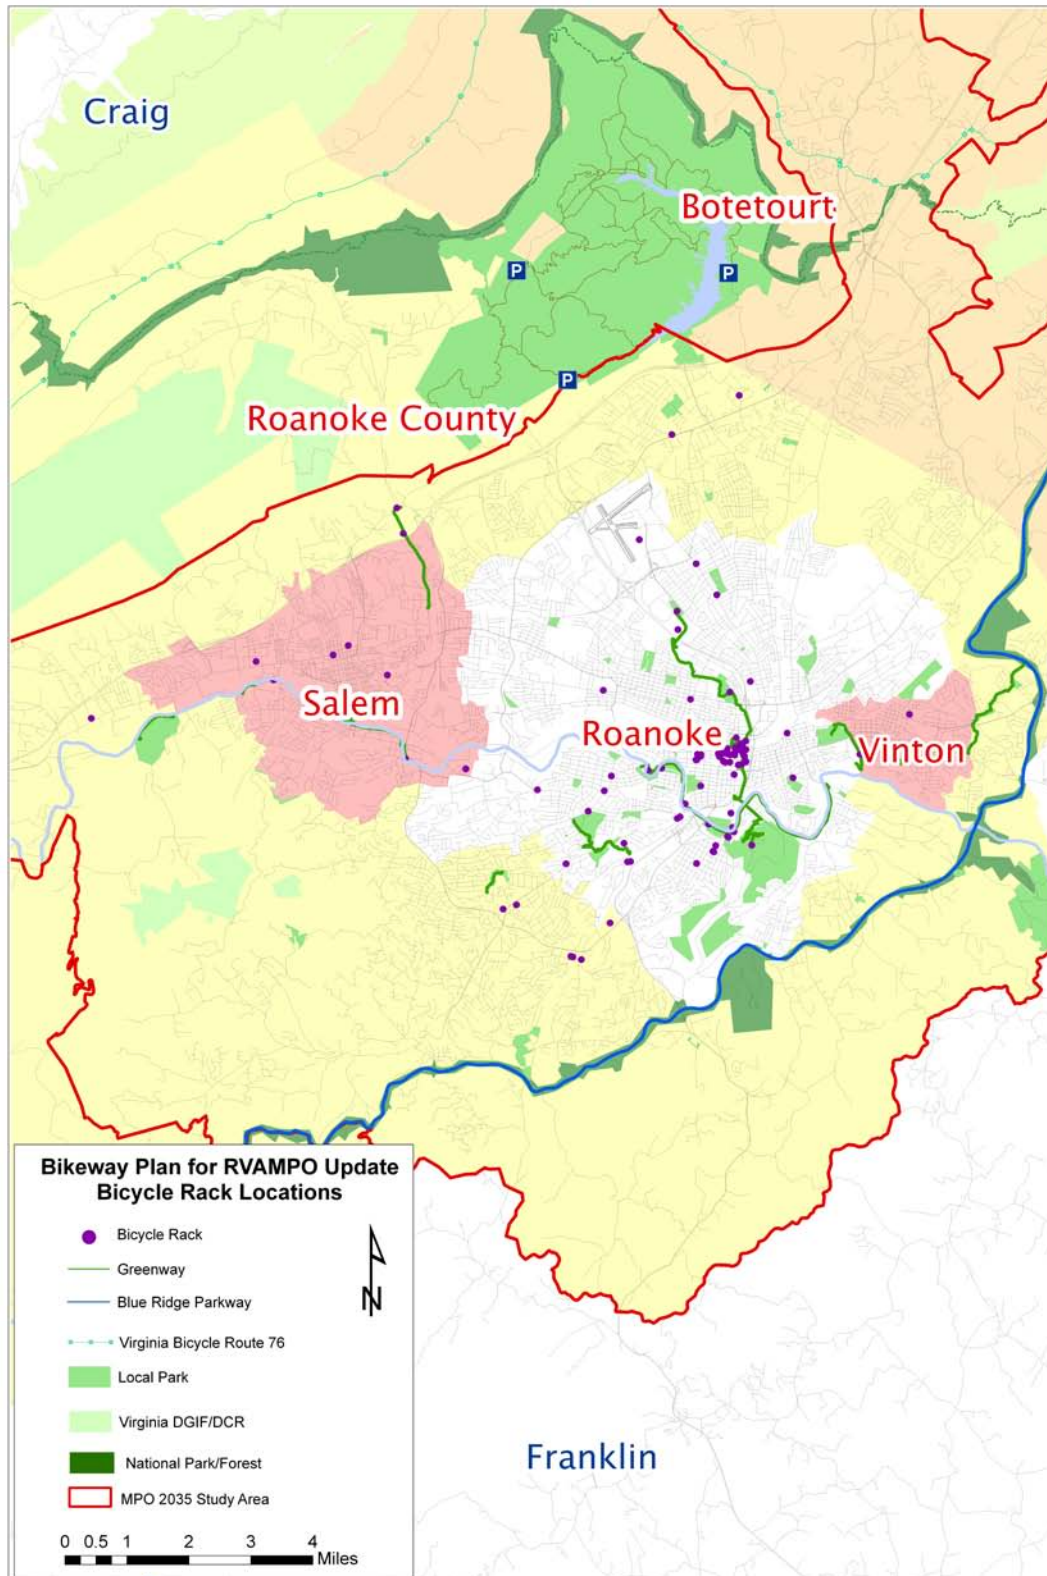 Craig
Botetourt
P
P
P
Roanoke County
Salem
Roanoke
Vinton
Bikeway Plan for RVAMPO Update
Bicycle Rack Locations
Bicycle Rack
Greenway
Blue Ridge Parkway
Virginia Bicycle Route 76
Local Park
Virginia DGIF/DCR
National Park/Forest
MPO 2035 Study Area
N
0 0.5 1 2 3 4
Miles
Franklin